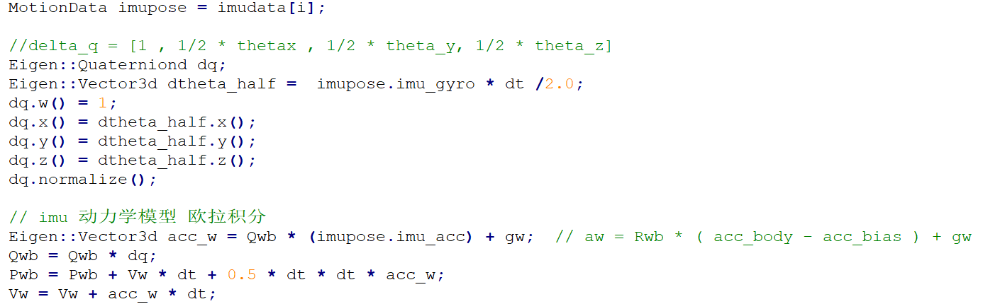 MotionData imupose = imudata[i];
//delta_q = [1 , 1/2 * thetax , 1/2 * theta_y, 1/2 * theta_z]
Eigen::Quaterniond dq;
Eigen::Vector3d dtheta_half =  imupose.imu_gyro * dt /2.0;
dq.w() = 1;
dq.x() = dtheta_half.x();
dq.y() = dtheta_half.y();
dq.z() = dtheta_half.z();
dq.normalize();
// imu 动力学模型 欧拉积分
Eigen::Vector3d acc_w = Qwb * (imupose.imu_acc) + gw;  // aw = Rwb * ( acc_body - acc_bias ) + gw
Qwb = Qwb * dq;
Pwb = Pwb + Vw * dt + 0.5 * dt * dt * acc_w;
Vw = Vw + acc_w * dt;